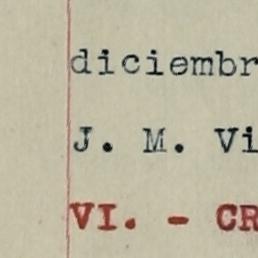 diciembr
J. M. Vi
VI. - CR